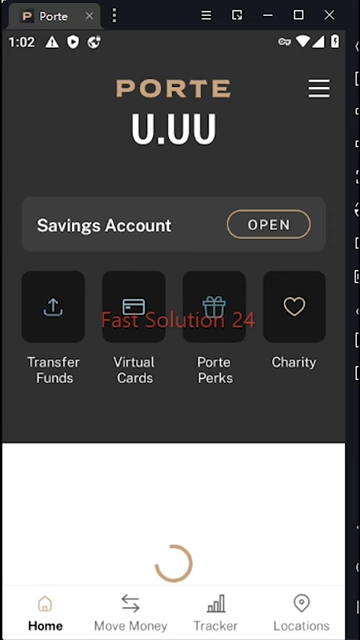 Porte
1:02
PORTE
U.UU
Savings Account
OPEN
Fast Solution 24
Transfer Funds
Virtual Cards
Porte Perks
Charity
Home
Move Money
Tracker
Locations